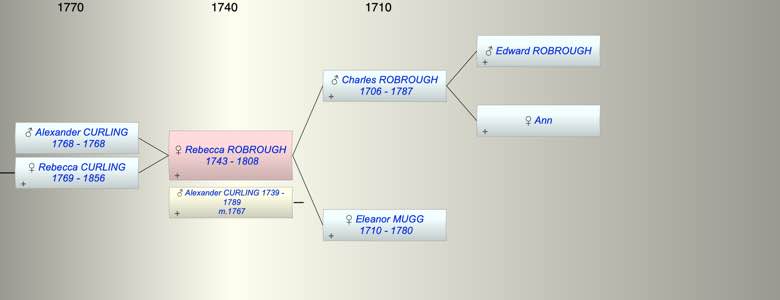 1770
1740
1710
♂ Edward ROBROUGH
+
♂ Charles ROBROUGH
1706 - 1787
+
♀ Ann
+
♂ Alexander CURLING
1768 - 1768
♀ Rebecca ROBROUGH
1743 - 1808
+
♀ Rebecca CURLING
1769 - 1856
+
♂ Alexander CURLING 1739 -
1789
m.1767
+
♀ Eleanor MUGG
1710 - 1780
+